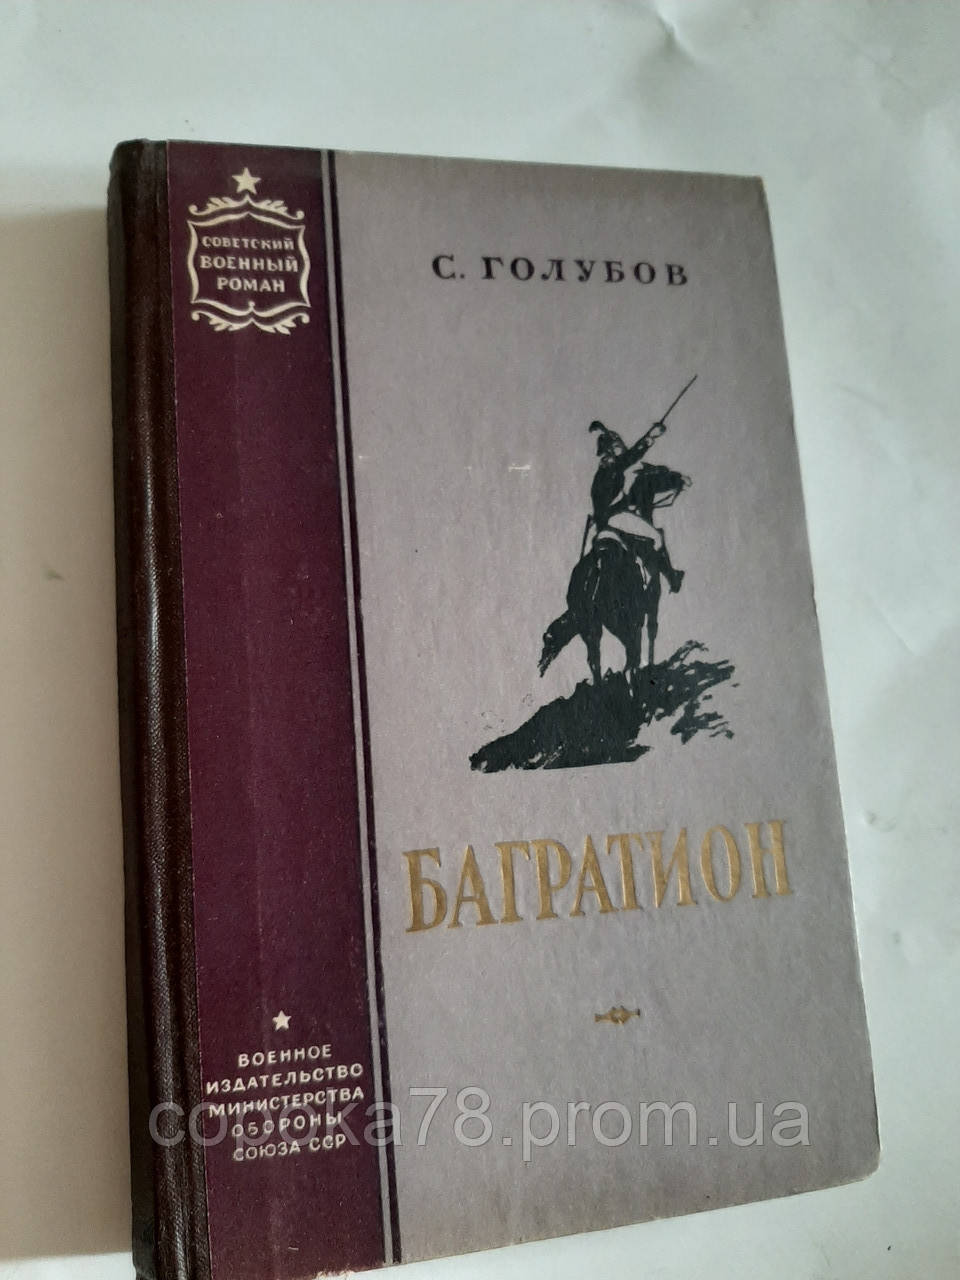 СОВЕТСКИЙ
ВОЕННЫЙ
РОМАН
С. ГОЛУБОВ
БАГРАТИОН
ВОЕННОЕ
ИЗДАТЕЛЬСТВО
МИНИСТЕРСТВА
ОБОРОНЫ
СОЮЗА ССР
copoka78.prom.ua